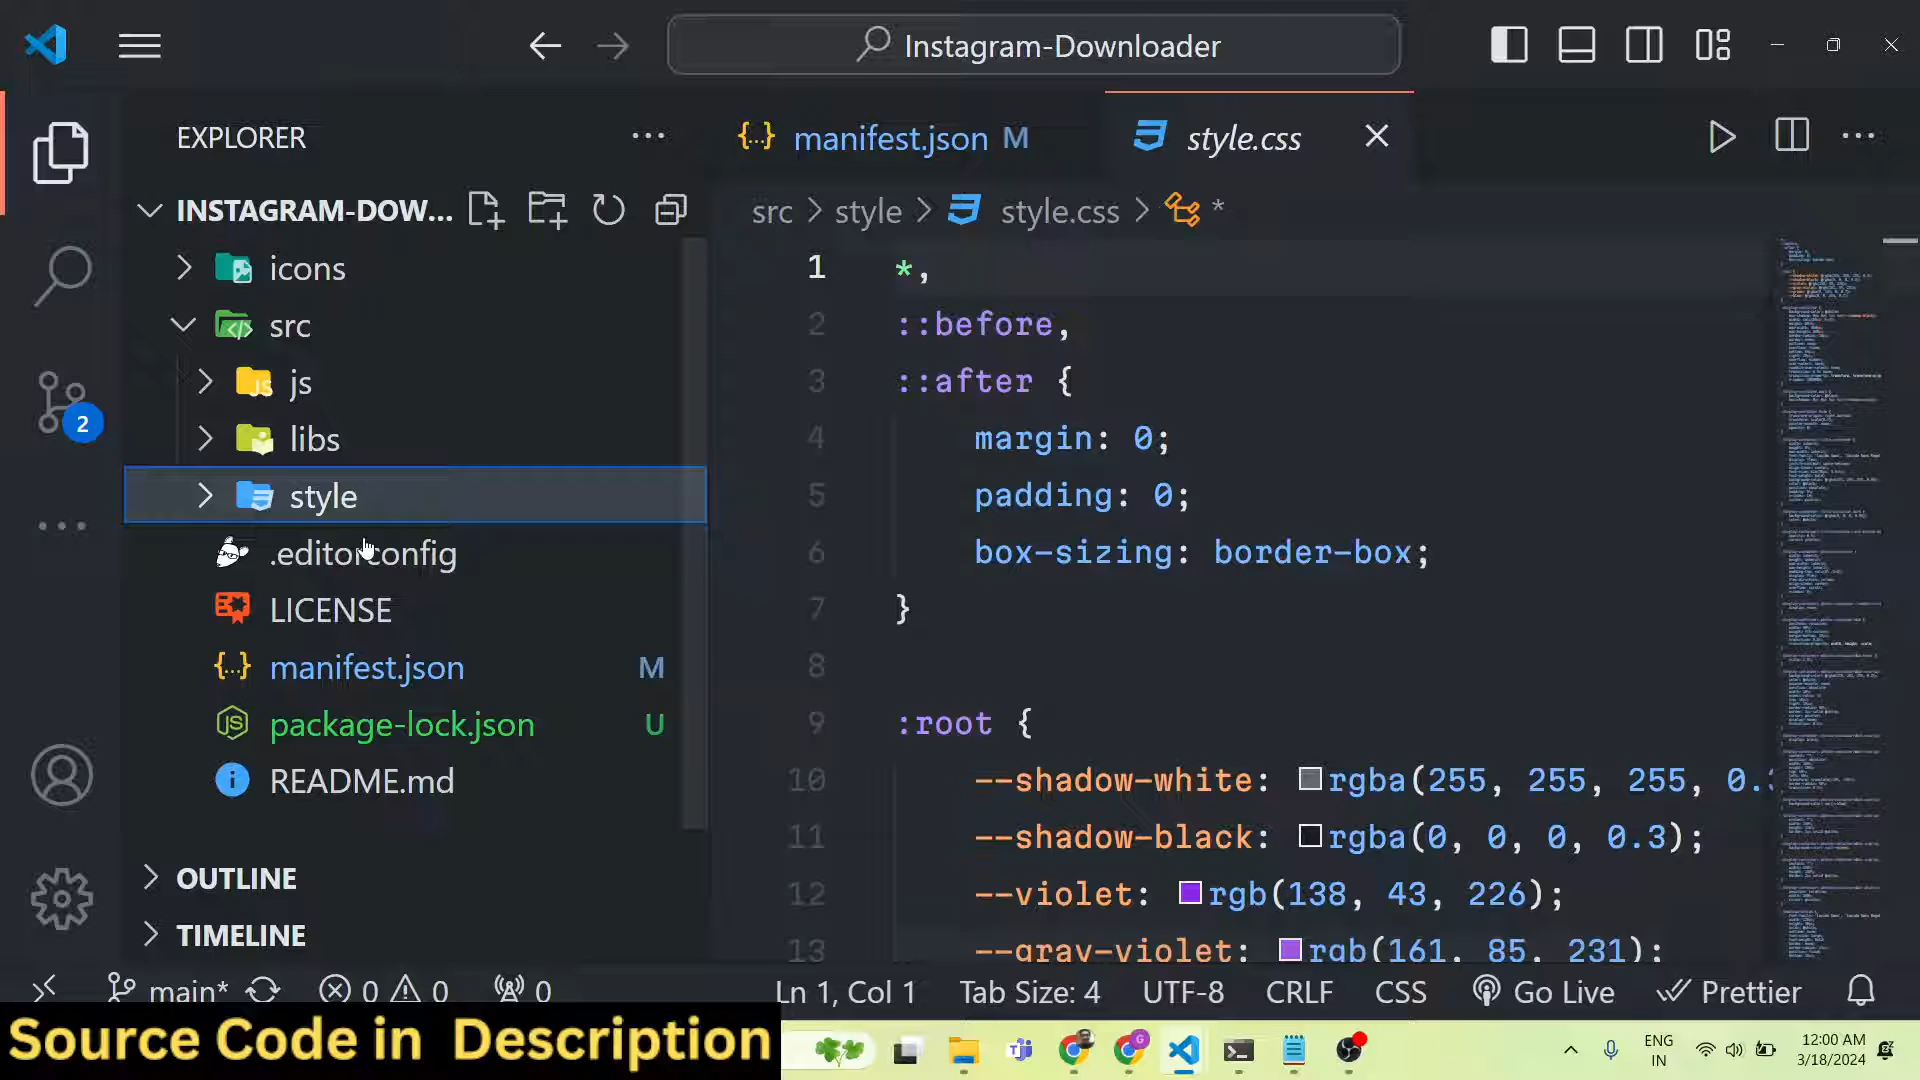 Instagram-Downloader
EXPLORER
manifest.json M
style.css
INSTAGRAM-DOW...
src > style > style.css > *
icons
src
js
libs
style
.editorconfig
LICENSE
manifest.json M
package-lock.json U
README.md
OUTLINE
TIMELINE
2
1 *,
2 ::before,
3 ::after {
4 margin: 0;
5 padding: 0;
6 box-sizing: border-box;
7 }
8
9 :root {
10 --shadow-white: rgba(255, 255, 255, 0.
11 --shadow-black: rgba(0, 0, 0, 0.3);
12 --violet: rgb(138, 43, 226);
13 --gray-violet: rgb(161, 85, 231);
main* 0 0 0 Ln 1, Col 1 Tab Size: 4 UTF-8 CRLF CSS Go Live Prettier
Source Code in Description
ENG
IN
12:00 AM
3/18/2024